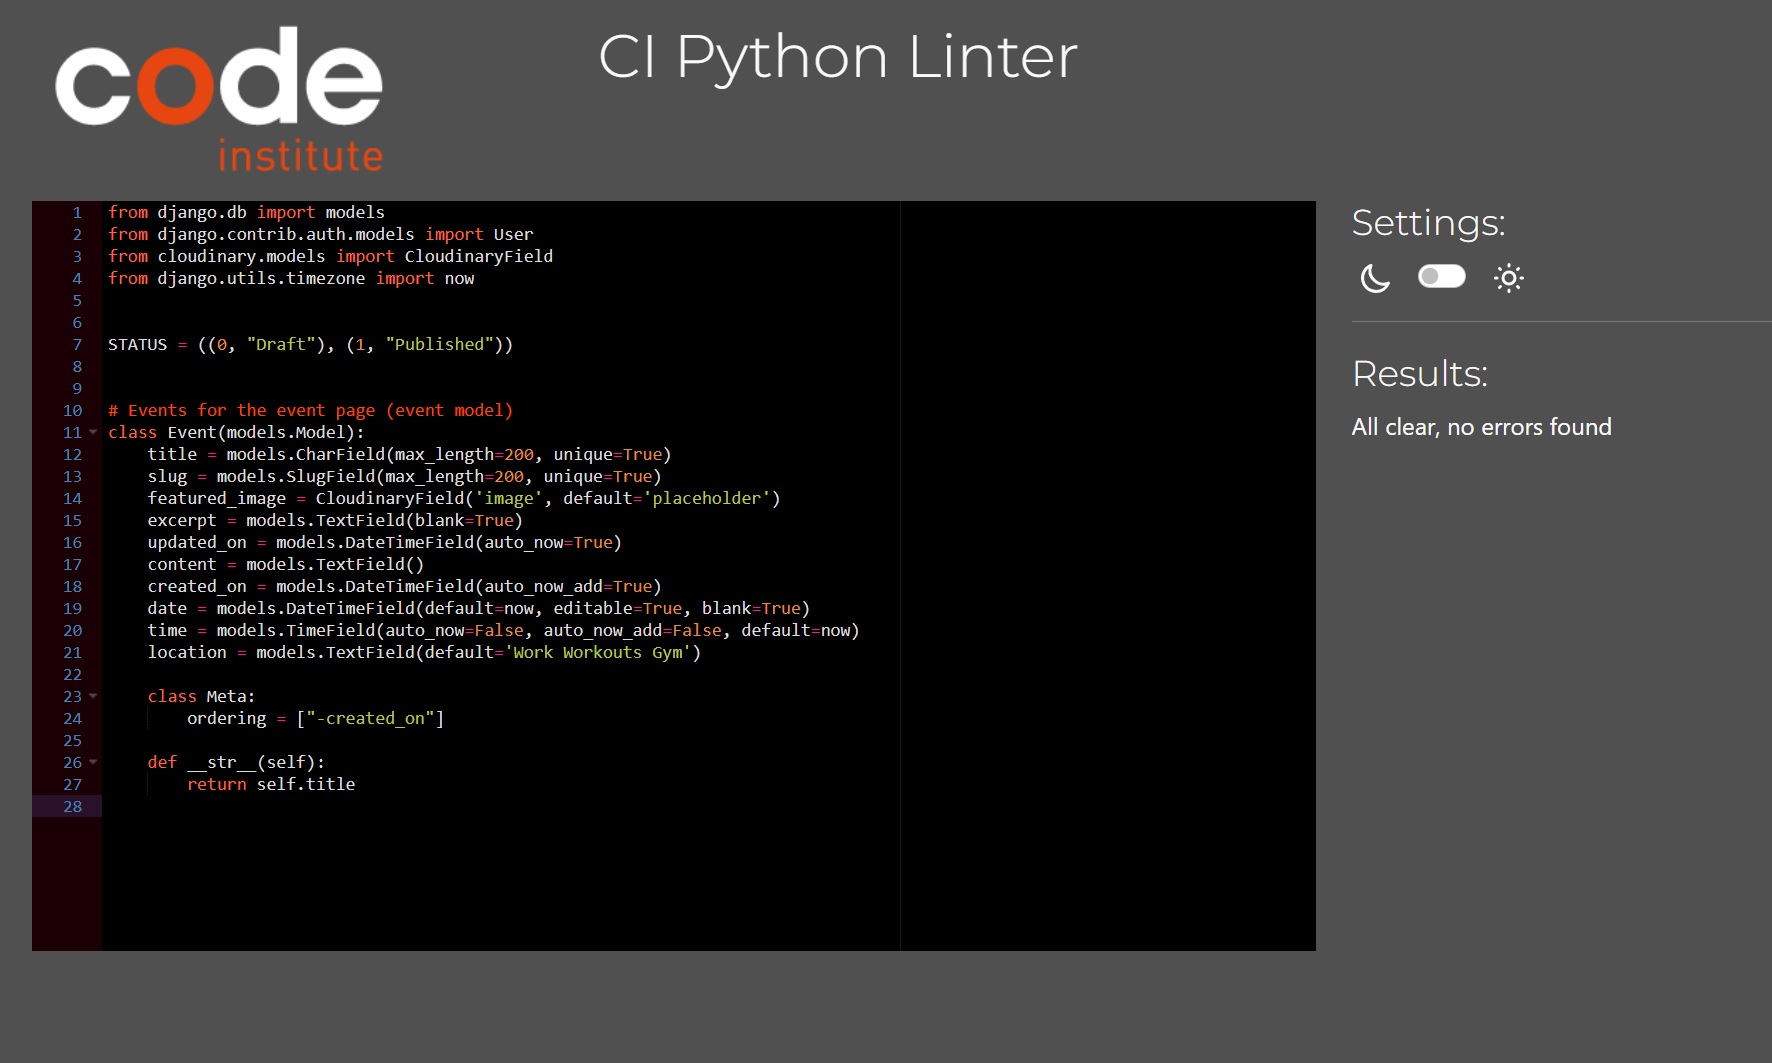 code
institute
CI Python Linter
1 from django.db import models
2 from django.contrib.auth.models import User
3 from cloudinary.models import CloudinaryField
4 from django.utils.timezone import now
5
6
7 STATUS = ((0, "Draft"), (1, "Published"))
8
9
10 # Events for the event page (event model)
11 class Event(models.Model):
12     title = models.CharField(max_length=200, unique=True)
13     slug = models.SlugField(max_length=200, unique=True)
14     featured_image = CloudinaryField('image', default='placeholder')
15     excerpt = models.TextField(blank=True)
16     updated_on = models.DateTimeField(auto_now=True)
17     content = models.TextField()
18     created_on = models.DateTimeField(auto_now_add=True)
19     date = models.DateTimeField(default=now, editable=True, blank=True)
20     time = models.TimeField(auto_now=False, auto_now_add=False, default=now)
21     location = models.TextField(default='Work Workouts Gym')
22
23     class Meta:
24         ordering = ["-created_on"]
25
26     def __str__(self):
27         return self.title
28
Settings:
Results:
All clear, no errors found